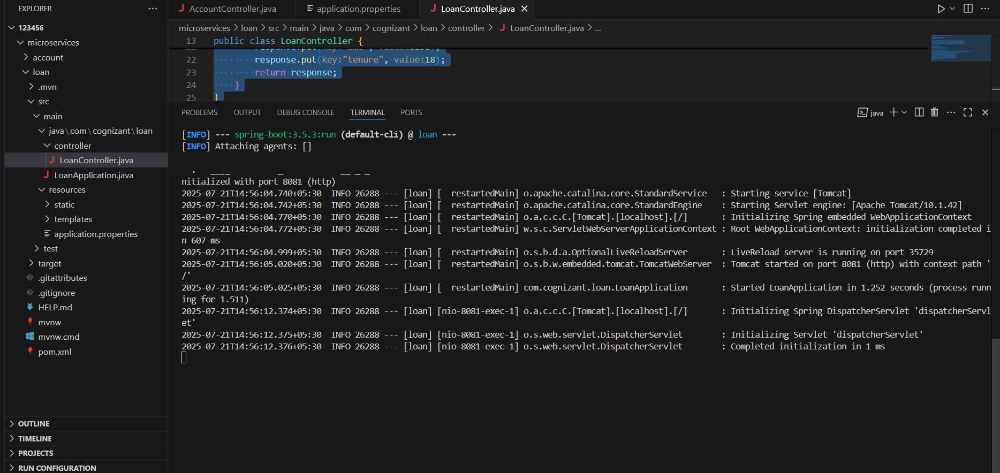 EXPLORER
123456
microservices
account
loan
.mvn
src
main
java\com\cognizant\loan
controller
LoanController.java
LoanApplication.java
resources
static
templates
application.properties
test
target
.gitattributes
.gitignore
HELP.md
mvnw
mvnw.cmd
pom.xml
OUTLINE
TIMELINE
PROJECTS
RUN CONFIGURATION
AccountController.java
application.properties
LoanController.java
microservices > loan > src > main > java > com > cognizant > loan > controller > LoanController.java > ...
13 public class LoanController {
22 response.put(key:"tenure", value:18);
23 return response;
24 }
25 }
PROBLEMS OUTPUT DEBUG CONSOLE TERMINAL PORTS
java
[INFO] --- spring-boot:3.5.3:run (default-cli) @ loan ---
[INFO] Attaching agents: []
. ____ _ __ _ _
nitialized with port 8081 (http)
2025-07-21T14:56:04.740+05:30 INFO 26288 --- [loan] [ restartedMain] o.apache.catalina.core.StandardService : Starting service [Tomcat]
2025-07-21T14:56:04.742+05:30 INFO 26288 --- [loan] [ restartedMain] o.apache.catalina.core.StandardEngine : Starting Servlet engine: [Apache Tomcat/10.1.42]
2025-07-21T14:56:04.770+05:30 INFO 26288 --- [loan] [ restartedMain] o.a.c.c.C.[Tomcat].[localhost].[/] : Initializing Spring embedded WebApplicationContext
2025-07-21T14:56:04.772+05:30 INFO 26288 --- [loan] [ restartedMain] w.s.c.ServletWebServerApplicationContext : Root WebApplicationContext: initialization completed i
n 607 ms
2025-07-21T14:56:04.999+05:30 INFO 26288 --- [loan] [ restartedMain] o.s.b.d.a.OptionalLiveReloadServer : LiveReload server is running on port 35729
2025-07-21T14:56:05.020+05:30 INFO 26288 --- [loan] [ restartedMain] o.s.b.w.embedded.tomcat.TomcatWebServer : Tomcat started on port 8081 (http) with context path '
/'
2025-07-21T14:56:05.025+05:30 INFO 26288 --- [loan] [ restartedMain] com.cognizant.loan.LoanApplication : Started LoanApplication in 1.252 seconds (process runn
ing for 1.511)
2025-07-21T14:56:12.374+05:30 INFO 26288 --- [loan] [nio-8081-exec-1] o.a.c.c.C.[Tomcat].[localhost].[/] : Initializing Spring DispatcherServlet 'dispatcherServl
et'
2025-07-21T14:56:12.375+05:30 INFO 26288 --- [loan] [nio-8081-exec-1] o.s.web.servlet.DispatcherServlet : Initializing Servlet 'dispatcherServlet'
2025-07-21T14:56:12.376+05:30 INFO 26288 --- [loan] [nio-8081-exec-1] o.s.web.servlet.DispatcherServlet : Completed initialization in 1 ms